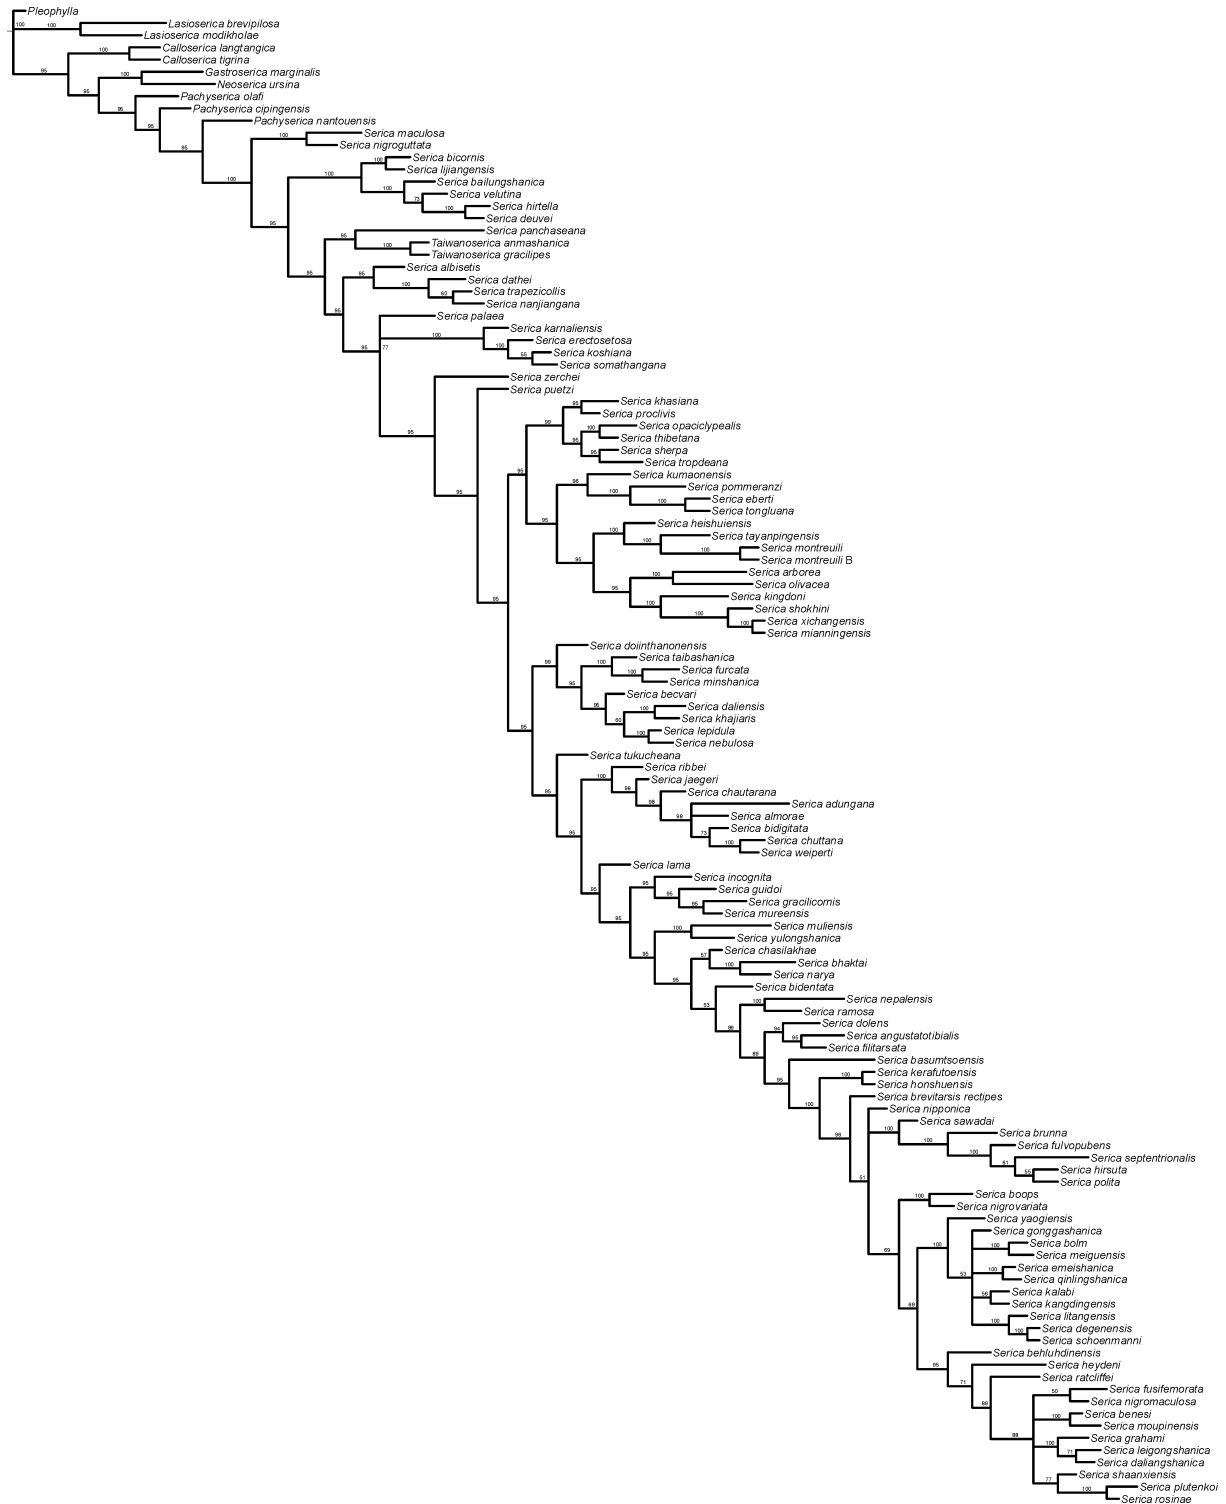 Pleophylla
Lasioserica brevipilosa
Lasioserica modikholae
Calloserica langtangica
Calloserica tigrina
Gastroserica marginalis
Neoserica ursina
Pachyserica olafi
Pachyserica cipingensis
Pachyserica nantouensis
Serica maculosa
Serica nigroguttata
Serica bicornis
Serica lijiangensis
Serica bailungshanica
Serica velutina
Serica hirtella
Serica deuvei
Serica panchaseana
Taiwanoserica anmashanica
Taiwanoserica gracilipes
Serica albisetis
Serica dathei
Serica trapezicollis
Serica nanjiangana
Serica palaea
Serica karnaliensis
Serica erectosetosa
Serica koshiana
Serica somathangana
Serica zerchei
Serica puetzi
Serica khasiana
Serica proclivis
Serica opaciclypealis
Serica thibetana
Serica sherpa
Serica tropdeana
Serica kumaonensis
Serica pommeranzi
Serica eberti
Serica tongluana
Serica heishuiensis
Serica tayanpingensis
Serica montreuili
Serica montreuili B
Serica arborea
Serica olivacea
Serica kingdoni
Serica shokhini
Serica xichangensis
Serica mianningensis
Serica doiinthanonensis
Serica taibashanica
Serica furcata
Serica minshanica
Serica becvari
Serica daliensis
Serica khajiaris
Serica lepidula
Serica nebulosa
Serica tukucheana
Serica ribbei
Serica jaegeri
Serica chautarana
Serica adungana
Serica almorae
Serica bidigitata
Serica chuttana
Serica weiperti
Serica lama
Serica incognita
Serica guidoi
Serica gracilicornis
Serica mureensis
Serica muliensis
Serica yulongshanica
Serica chasilakhae
Serica bhaktai
Serica narya
Serica bidentata
Serica nepalensis
Serica ramosa
Serica dolens
Serica angustatotibialis
Serica filitarsata
Serica basumtsoensis
Serica kerafutoensis
Serica honshuensis
Serica brevitarsis rectipes
Serica nipponica
Serica sawadai
Serica brunna
Serica fulvopubens
Serica septentrionalis
Serica hirsuta
Serica polita
Serica boops
Serica nigrovariata
Serica yaogiensis
Serica gonggashanica
Serica bolm
Serica meiguensis
Serica emeishanica
Serica qinlingshanica
Serica kalabi
Serica kangdingensis
Serica litangensis
Serica degenensis
Serica schoenmanni
Serica behluhdinensis
Serica heydeni
Serica ratcliffei
Serica fusifemorata
Serica nigromaculosa
Serica benesi
Serica moupinensis
Serica grahami
Serica leigongshanica
Serica daliangshanica
Serica shaanxiensis
Serica plutenkoi
Serica rosinae